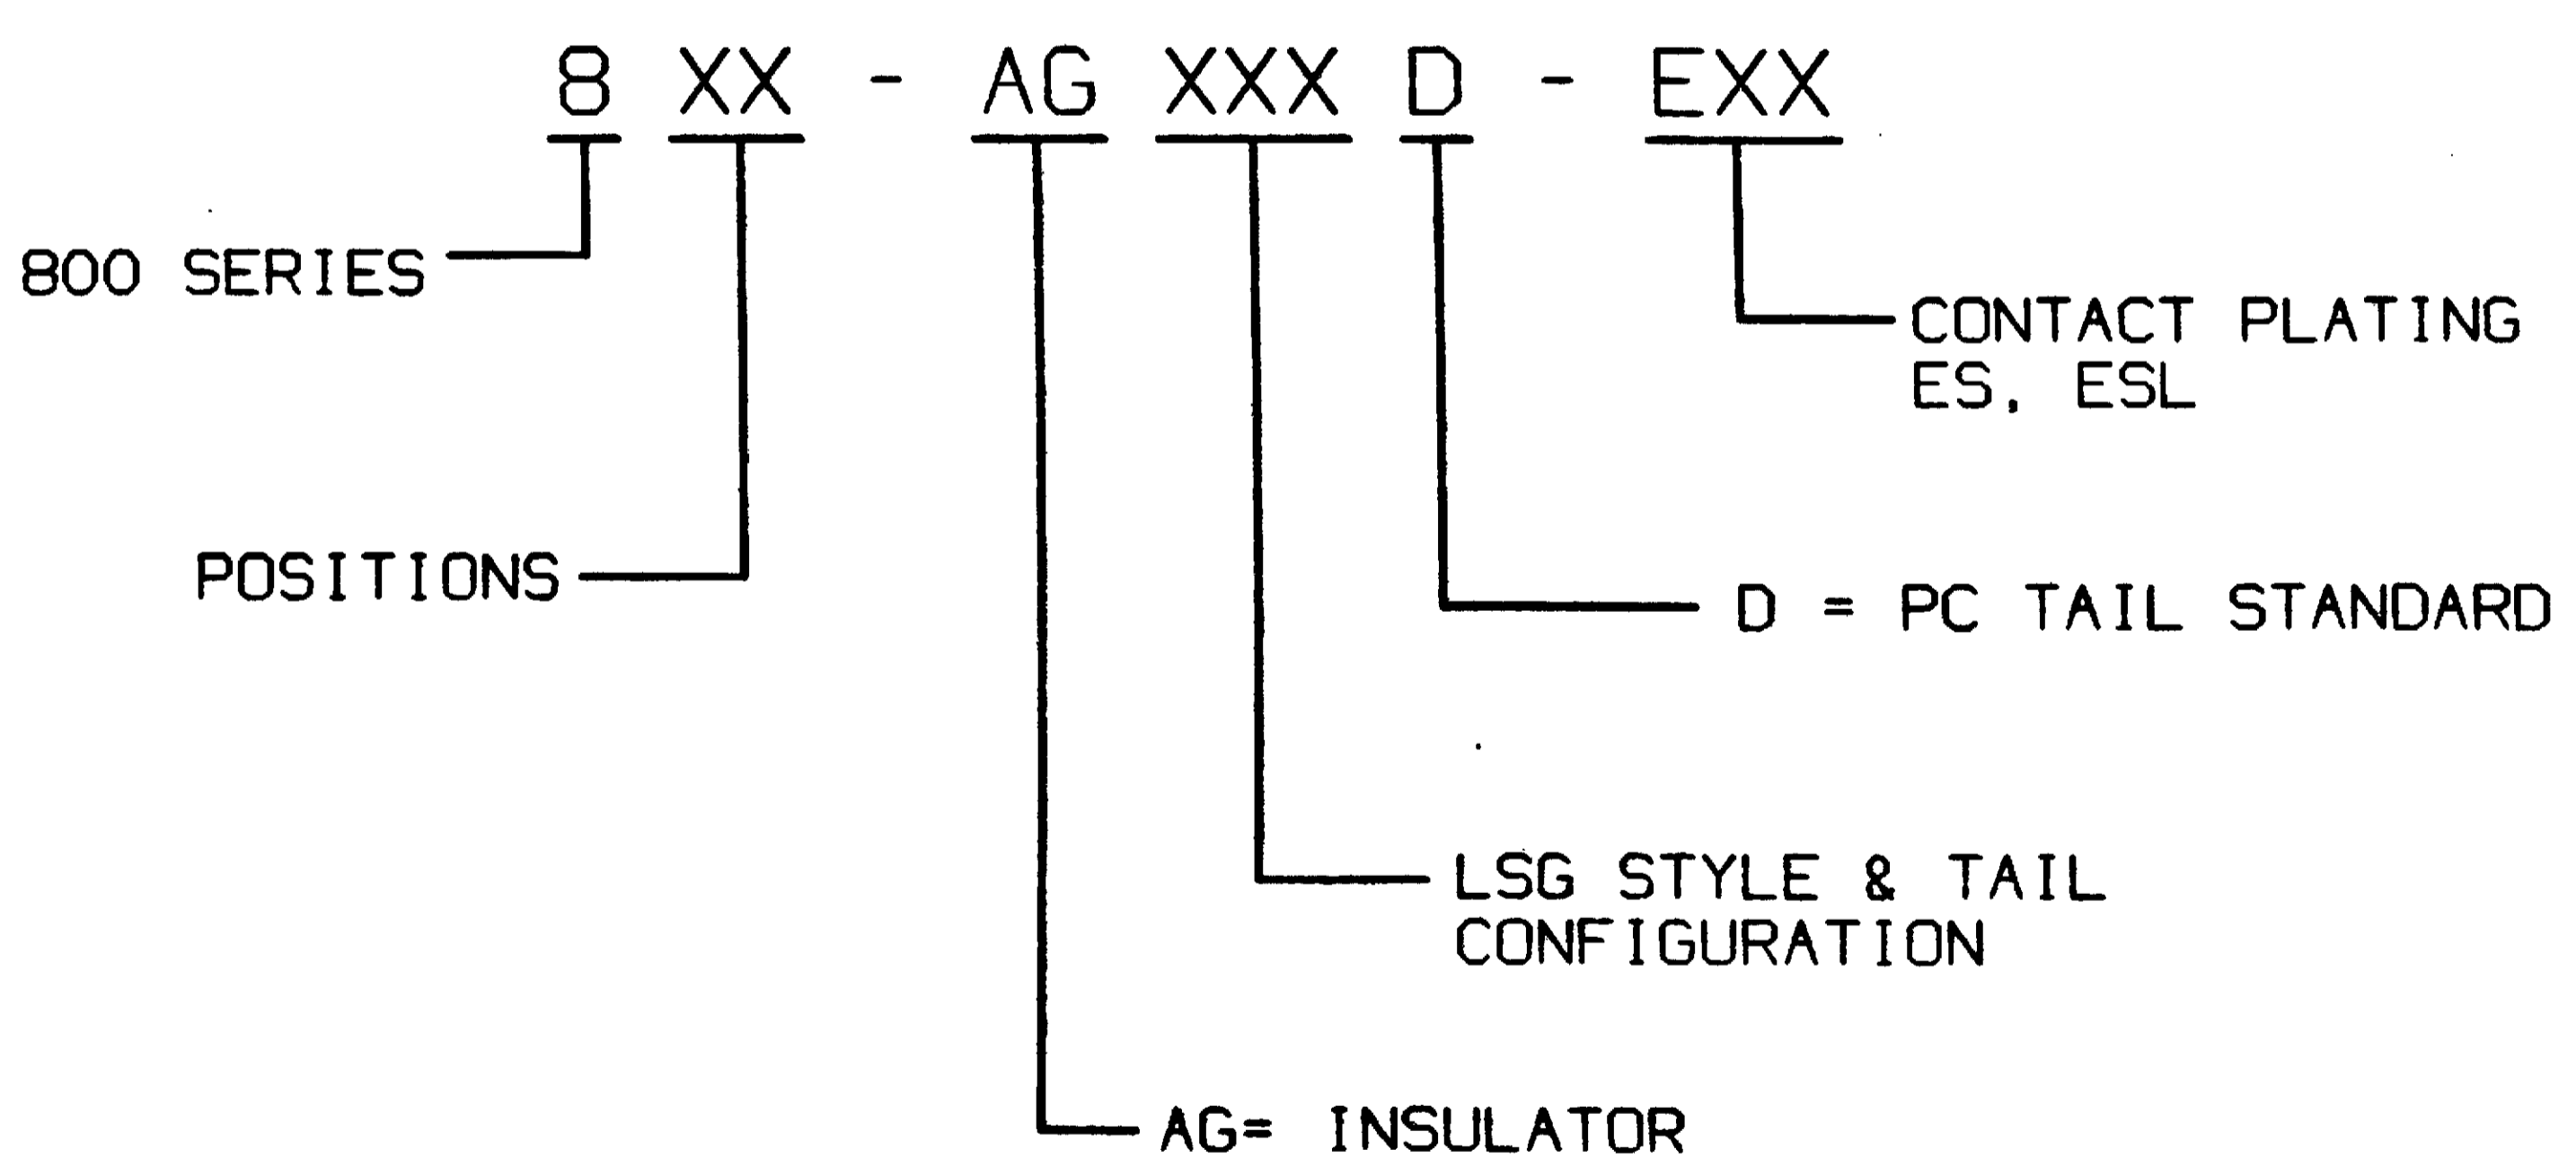 8 XX - AG XXX D - EXX
800 SERIES
CONTACT PLATING
ES, ESL
POSITIONS
D = PC TAIL STANDARD
LSG STYLE & TAIL
CONFIGURATION
AG= INSULATOR